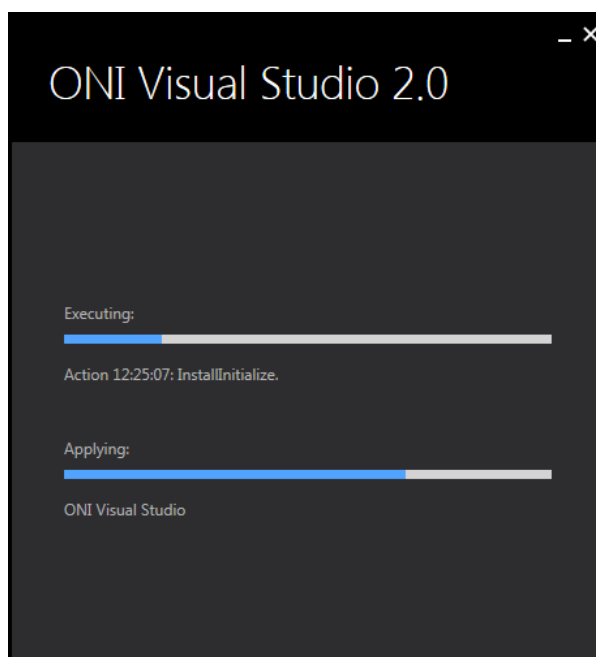 ONI Visual Studio 2.0
Executing:
Action 12:25:07: InstallInitialize.
Applying:
ONI Visual Studio